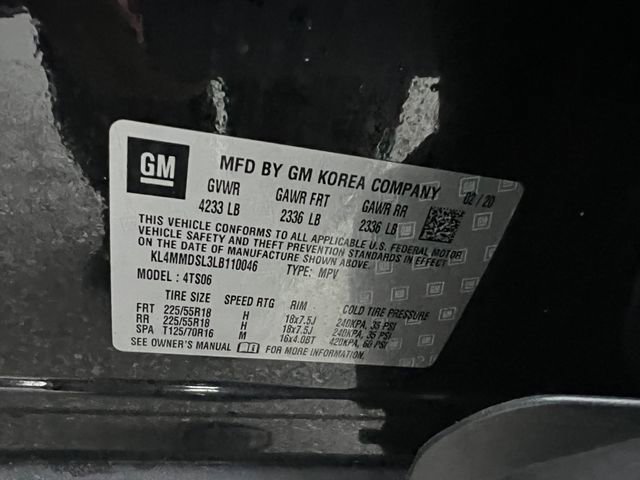 GM
MFD BY GM KOREA COMPANY
GVWR GAWR FRT GAWR RR 02 / 20
4233 LB 2336 LB 2336 LB
THIS VEHICLE CONFORMS TO ALL APPLICABLE U.S. FEDERAL MOTOR
VEHICLE SAFETY AND THEFT PREVENTION STANDARDS IN EFFECT
ON THE DATE OF MANUFACTURE SHOWN ABOVE.
KL4MMDSL3LB110046 TYPE: MPV
MODEL : 4TS06
TIRE SIZE SPEED RTG RIM COLD TIRE PRESSURE
FRT 225/55R18 H 18x7.5J 240KPA, 35 PSI
RR 225/55R18 H 18x7.5J 240KPA, 35 PSI
SPA T125/70R16 M 16x4.0BT 420KPA, 60 PSI
SEE OWNER'S MANUAL FOR MORE INFORMATION.